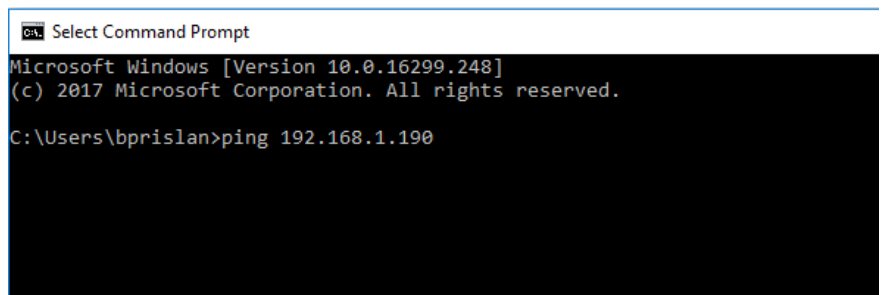 Select Command Prompt
Microsoft Windows [Version 10.0.16299.248]
(c) 2017 Microsoft Corporation. All rights reserved.
C:\Users\bprislan>ping 192.168.1.190